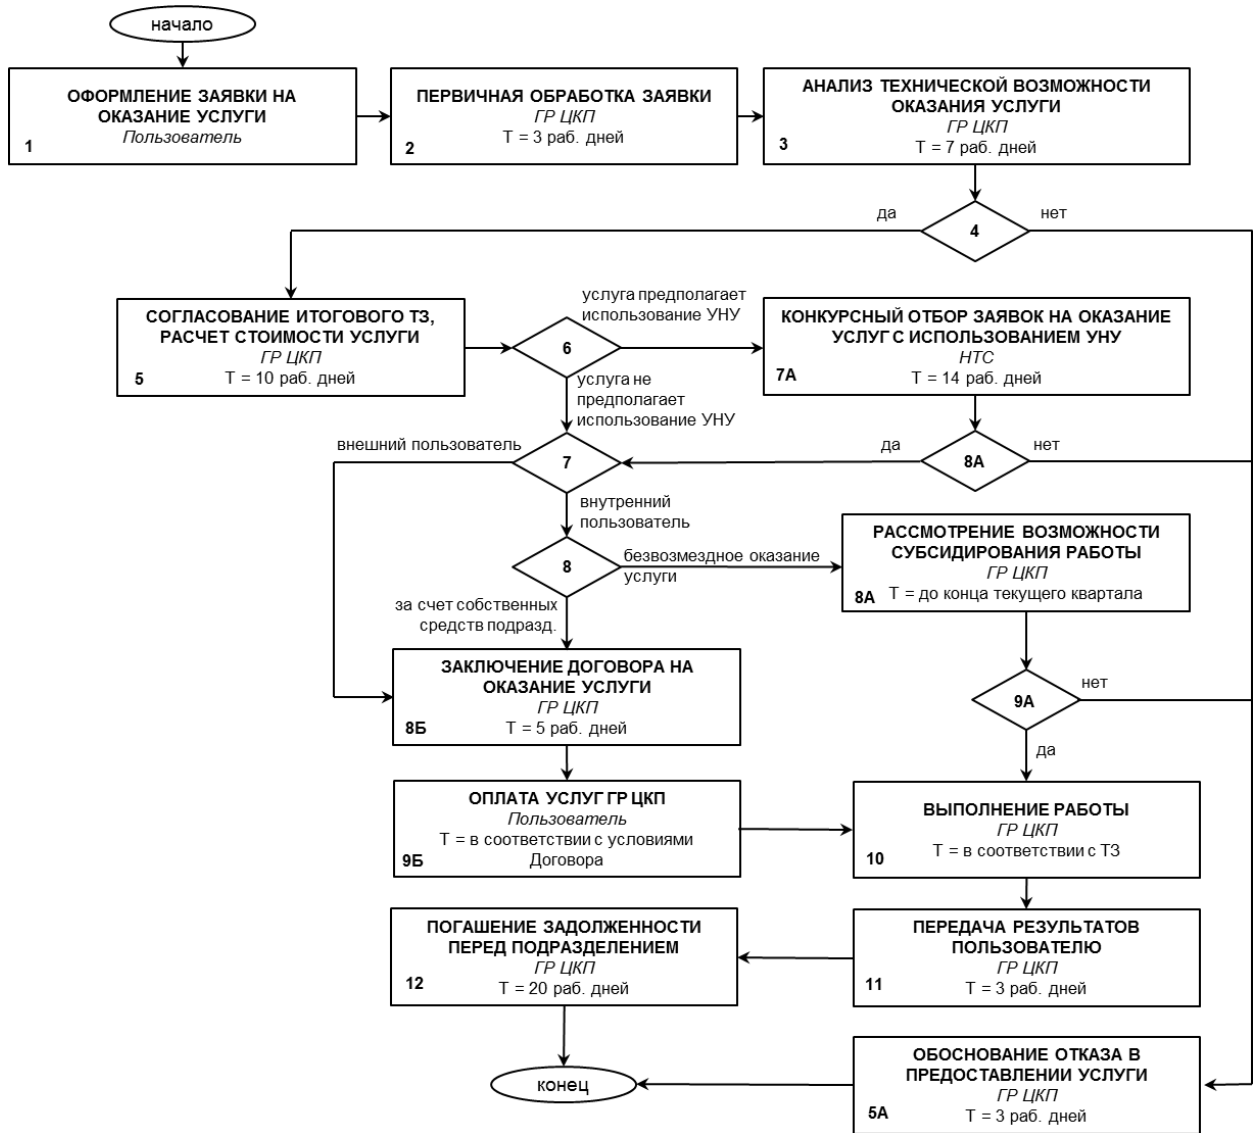 начало
ОФОРМЛЕНИЕ ЗАЯВКИ НА
ОКАЗАНИЕ УСЛУГИ
Пользователь
1
ПЕРВИЧНАЯ ОБРАБОТКА ЗАЯВКИ
ГР ЦКП
Т = 3 раб. дней
2
АНАЛИЗ ТЕХНИЧЕСКОЙ ВОЗМОЖНОСТИ
ОКАЗАНИЯ УСЛУГИ
ГР ЦКП
Т = 7 раб. дней
3
да
4
нет
СОГЛАСОВАНИЕ ИТОГОВОГО ТЗ,
РАСЧЕТ СТОИМОСТИ УСЛУГИ
ГР ЦКП
Т = 10 раб. дней
5
6
услуга предполагает
использование УНУ
КОНКУРСНЫЙ ОТБОР ЗАЯВОК НА ОКАЗАНИЕ
УСЛУГ С ИСПОЛЬЗОВАНИЕМ УНУ
НТС
Т = 14 раб. дней
7А
услуга не
предполагает
использование УНУ
внешний пользователь
7
да
8А
нет
внутренний
пользователь
8
безвозмездное оказание
услуги
РАССМОТРЕНИЕ ВОЗМОЖНОСТИ
СУБСИДИРОВАНИЯ РАБОТЫ
ГР ЦКП
Т = до конца текущего квартала
8А
за счет собственных
средств подразд.
ЗАКЛЮЧЕНИЕ ДОГОВОРА НА
ОКАЗАНИЕ УСЛУГИ
ГР ЦКП
Т = 5 раб. дней
8Б
9А
нет
да
ОПЛАТА УСЛУГ ГР ЦКП
Пользователь
Т = в соответствии с условиями
Договора
9Б
ВЫПОЛНЕНИЕ РАБОТЫ
ГР ЦКП
Т = в соответствии с ТЗ
10
ПОГАШЕНИЕ ЗАДОЛЖЕННОСТИ
ПЕРЕД ПОДРАЗДЕЛЕНИЕМ
ГР ЦКП
Т = 20 раб. дней
12
ПЕРЕДАЧА РЕЗУЛЬТАТОВ
ПОЛЬЗОВАТЕЛЮ
ГР ЦКП
Т = 3 раб. дней
11
конец
ОБОСНОВАНИЕ ОТКАЗА В
ПРЕДОСТАВЛЕНИИ УСЛУГИ
ГР ЦКП
Т = 3 раб. дней
5А